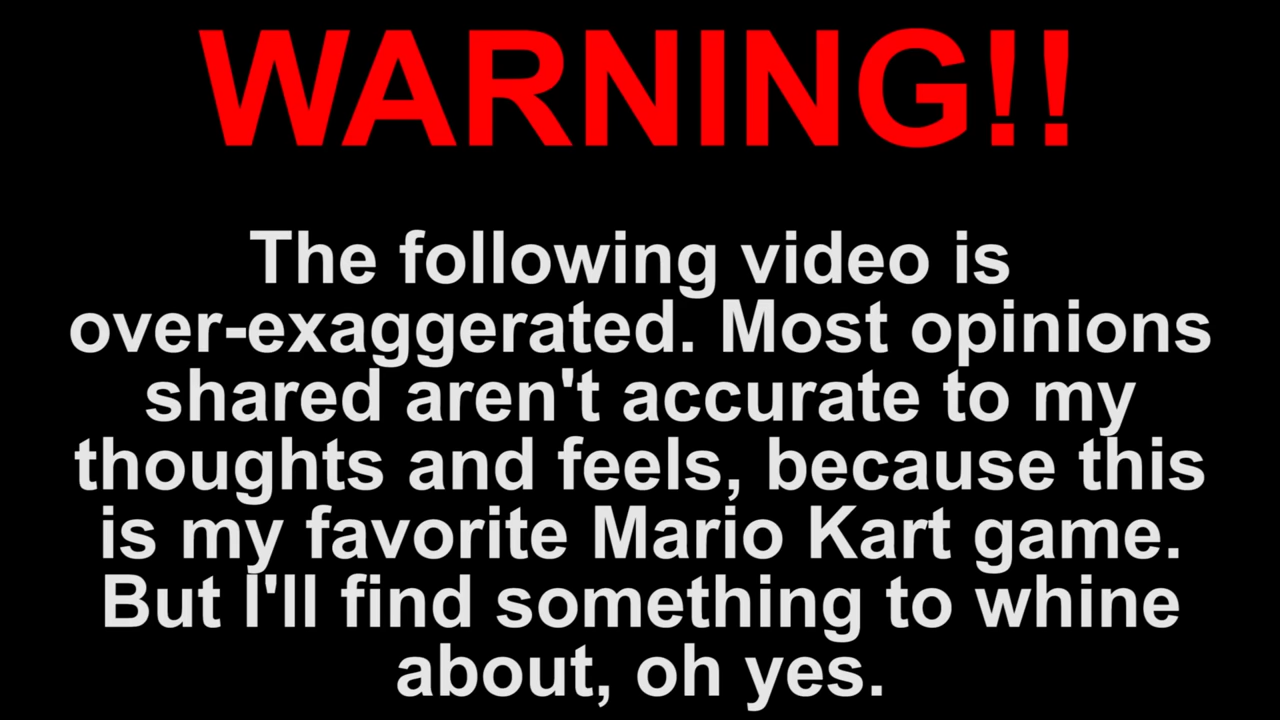 WARNING!!
The following video is
over-exaggerated. Most opinions
shared aren't accurate to my
thoughts and feels, because this
is my favorite Mario Kart game.
But I'll find something to whine
about, oh yes.